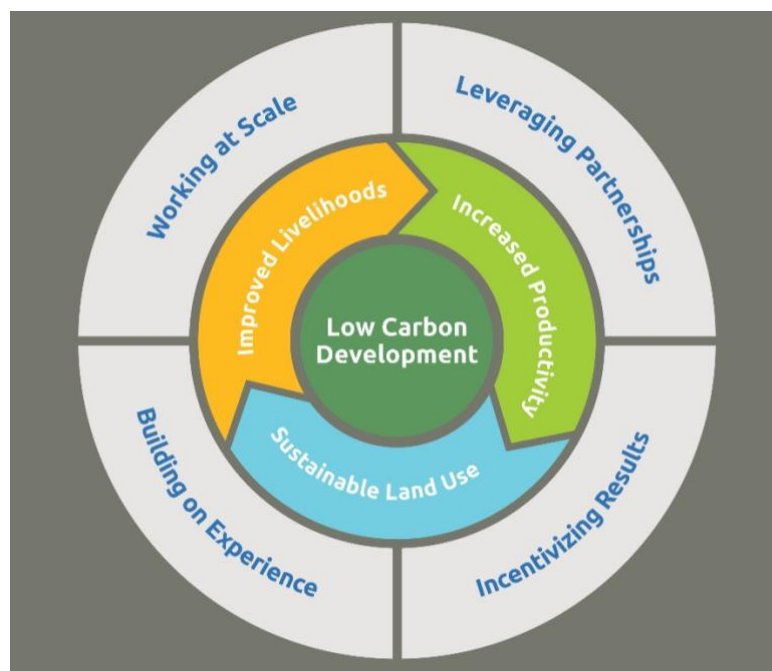 Working at Scale
Leveraging Partnerships
Improved Livelihoods
Increased Productivity
Low Carbon
Development
Sustainable Land Use
Building on Experience
Incentivizing Results